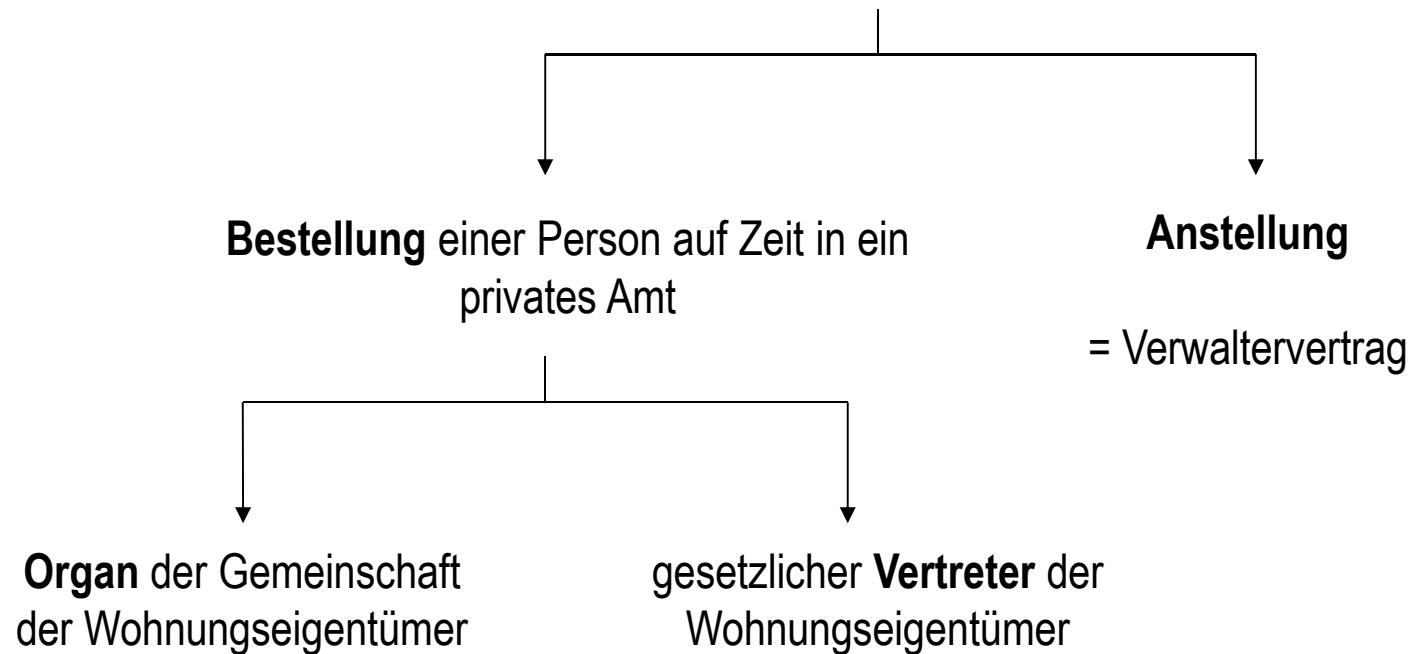 Bestellung einer Person auf Zeit in ein
privates Amt
Anstellung
= Verwaltervertrag
Organ der Gemeinschaft
der Wohnungseigentümer
gesetzlicher Vertreter der
Wohnungseigentümer